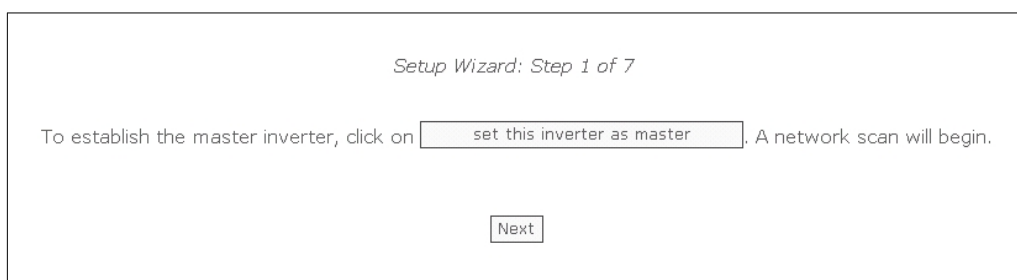 Setup Wizard: Step 1 of 7
To establish the master inverter, click on set this inverter as master. A network scan will begin.
Next